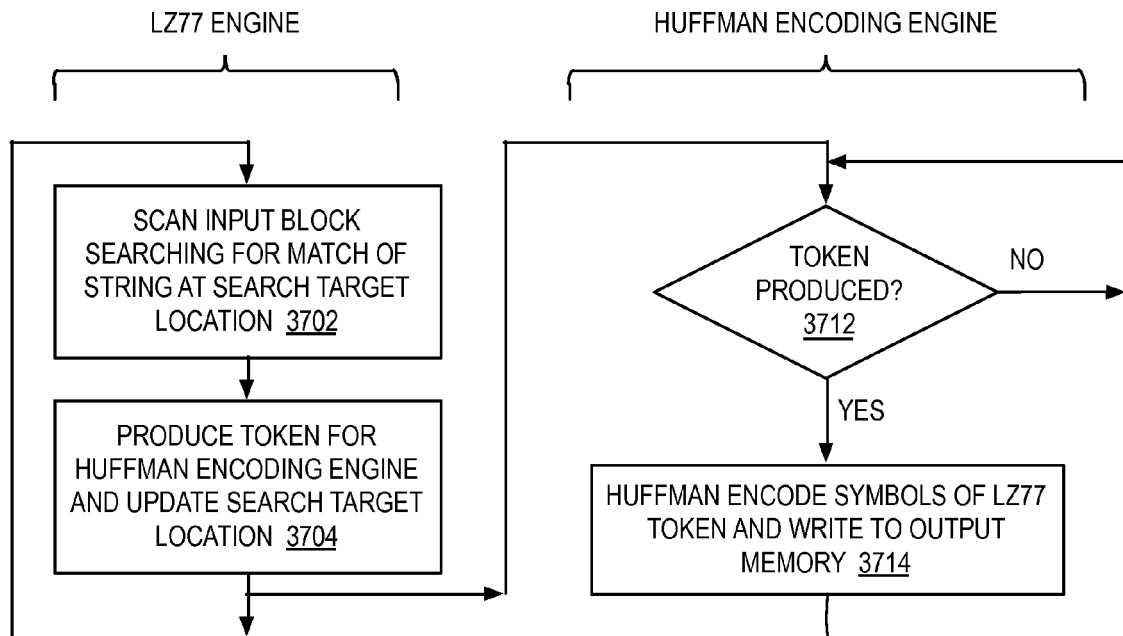 LZ77 ENGINE
SCAN INPUT BLOCK
SEARCHING FOR MATCH OF
STRING AT SEARCH TARGET
LOCATION 3702
PRODUCE TOKEN FOR
HUFFMAN ENCODING ENGINE
AND UPDATE SEARCH TARGET
LOCATION 3704
HUFFMAN ENCODING ENGINE
TOKEN
PRODUCED?
3712
NO
YES
HUFFMAN ENCODE SYMBOLS OF LZ77
TOKEN AND WRITE TO OUTPUT
MEMORY 3714